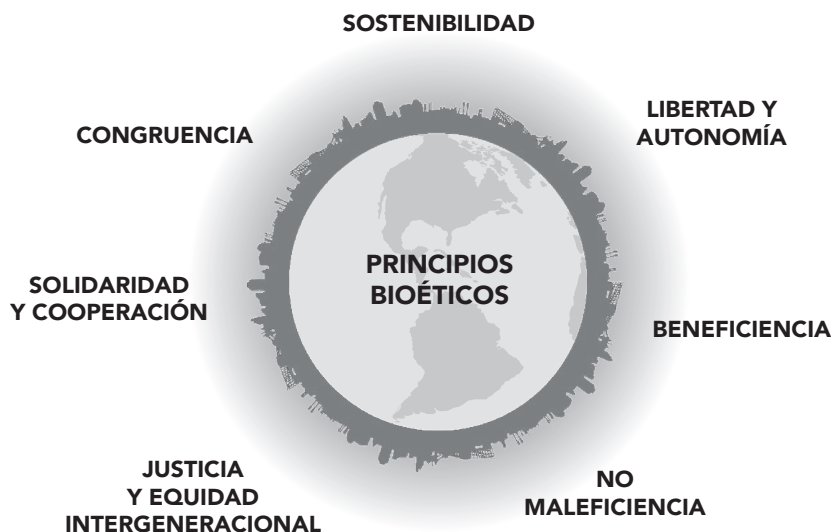 SOSTENIBILIDAD
LIBERTAD Y
AUTONOMÍA
CONGRUENCIA
PRINCIPIOS
BIOÉTICOS
SOLIDARIDAD
Y COOPERACIÓN
BENEFICIENCIA
JUSTICIA
Y EQUIDAD
INTERGENERACIONAL
NO
MALEFICIENCIA